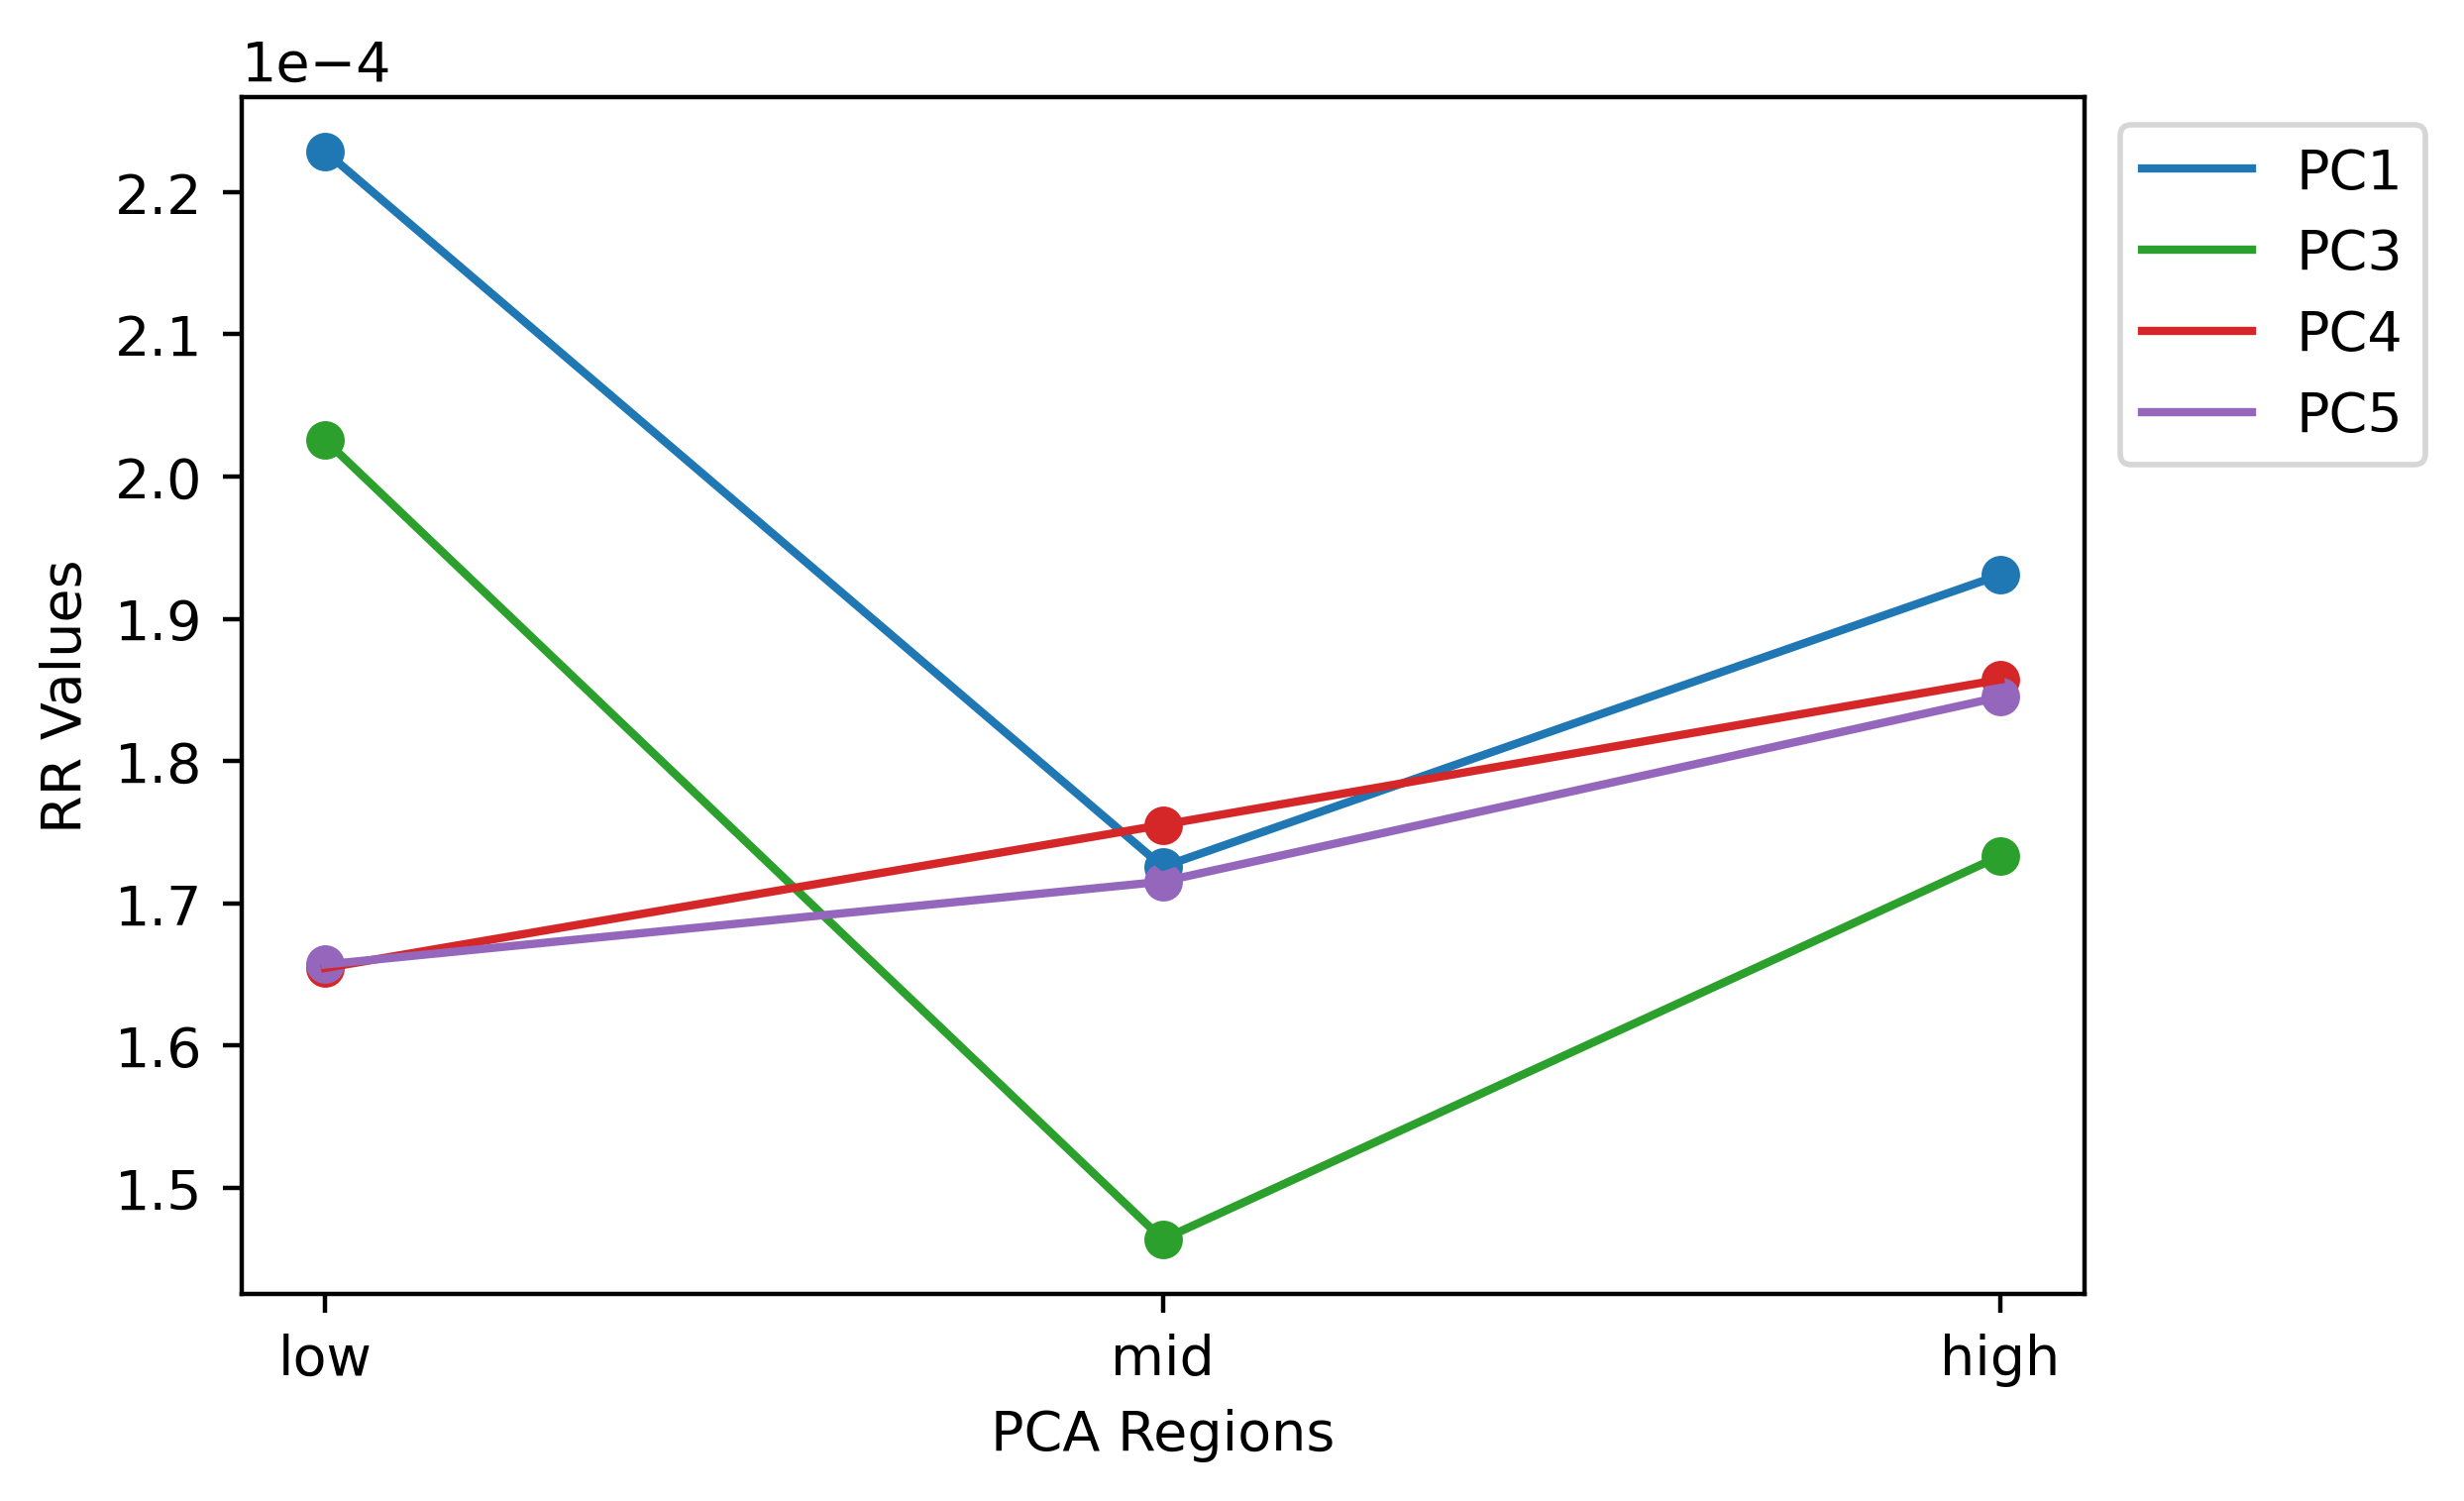 1e−4
2.2
2.1
2.0
1.9
1.8
1.7
1.6
1.5
RR Values
low mid high
PCA Regions
PC1
PC3
PC4
PC5